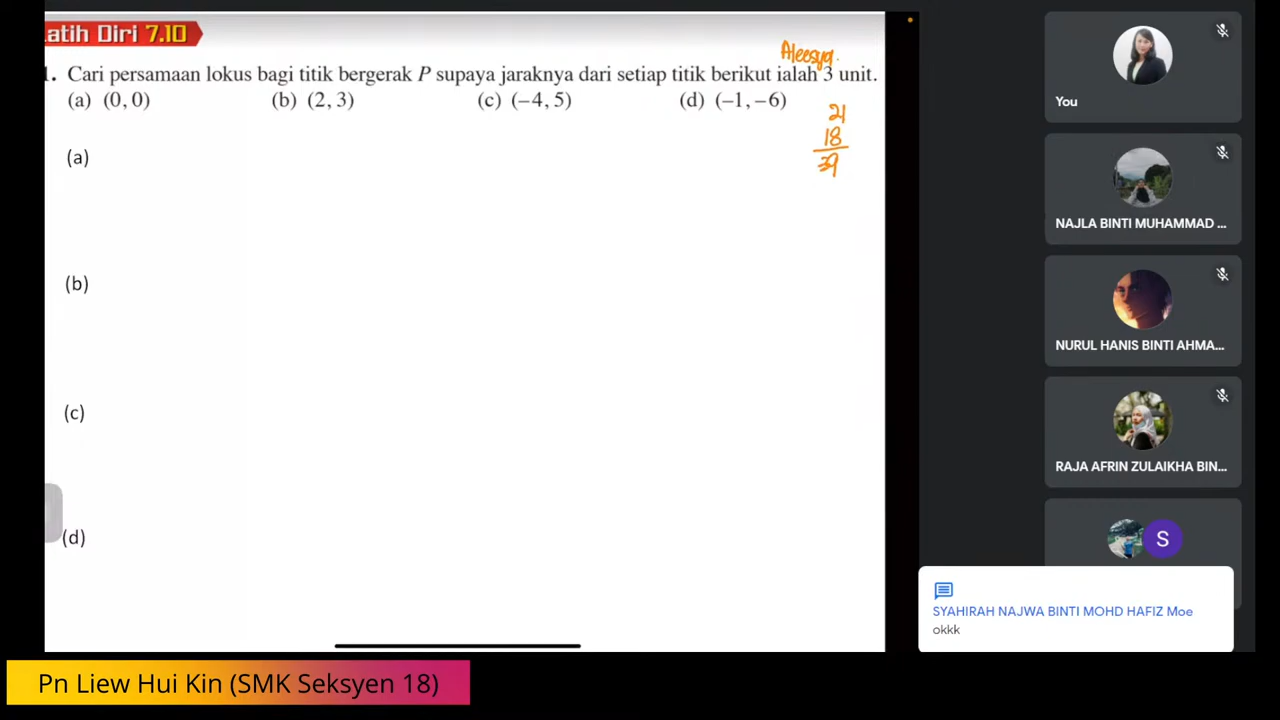 atih Diri 7.10
Aleesya.
1. Cari persamaan lokus bagi titik bergerak P supaya jaraknya dari setiap titik berikut ialah 3 unit.
(a) (0, 0) (b) (2, 3) (c) (–4, 5) (d) (–1, –6)
21
18
39
(a)
(b)
(c)
(d)
You
NAJLA BINTI MUHAMMAD ...
NURUL HANIS BINTI AHMA...
RAJA AFRIN ZULAIKHA BIN...
S
SYAHIRAH NAJWA BINTI MOHD HAFIZ Moe
okkk
Pn Liew Hui Kin (SMK Seksyen 18)